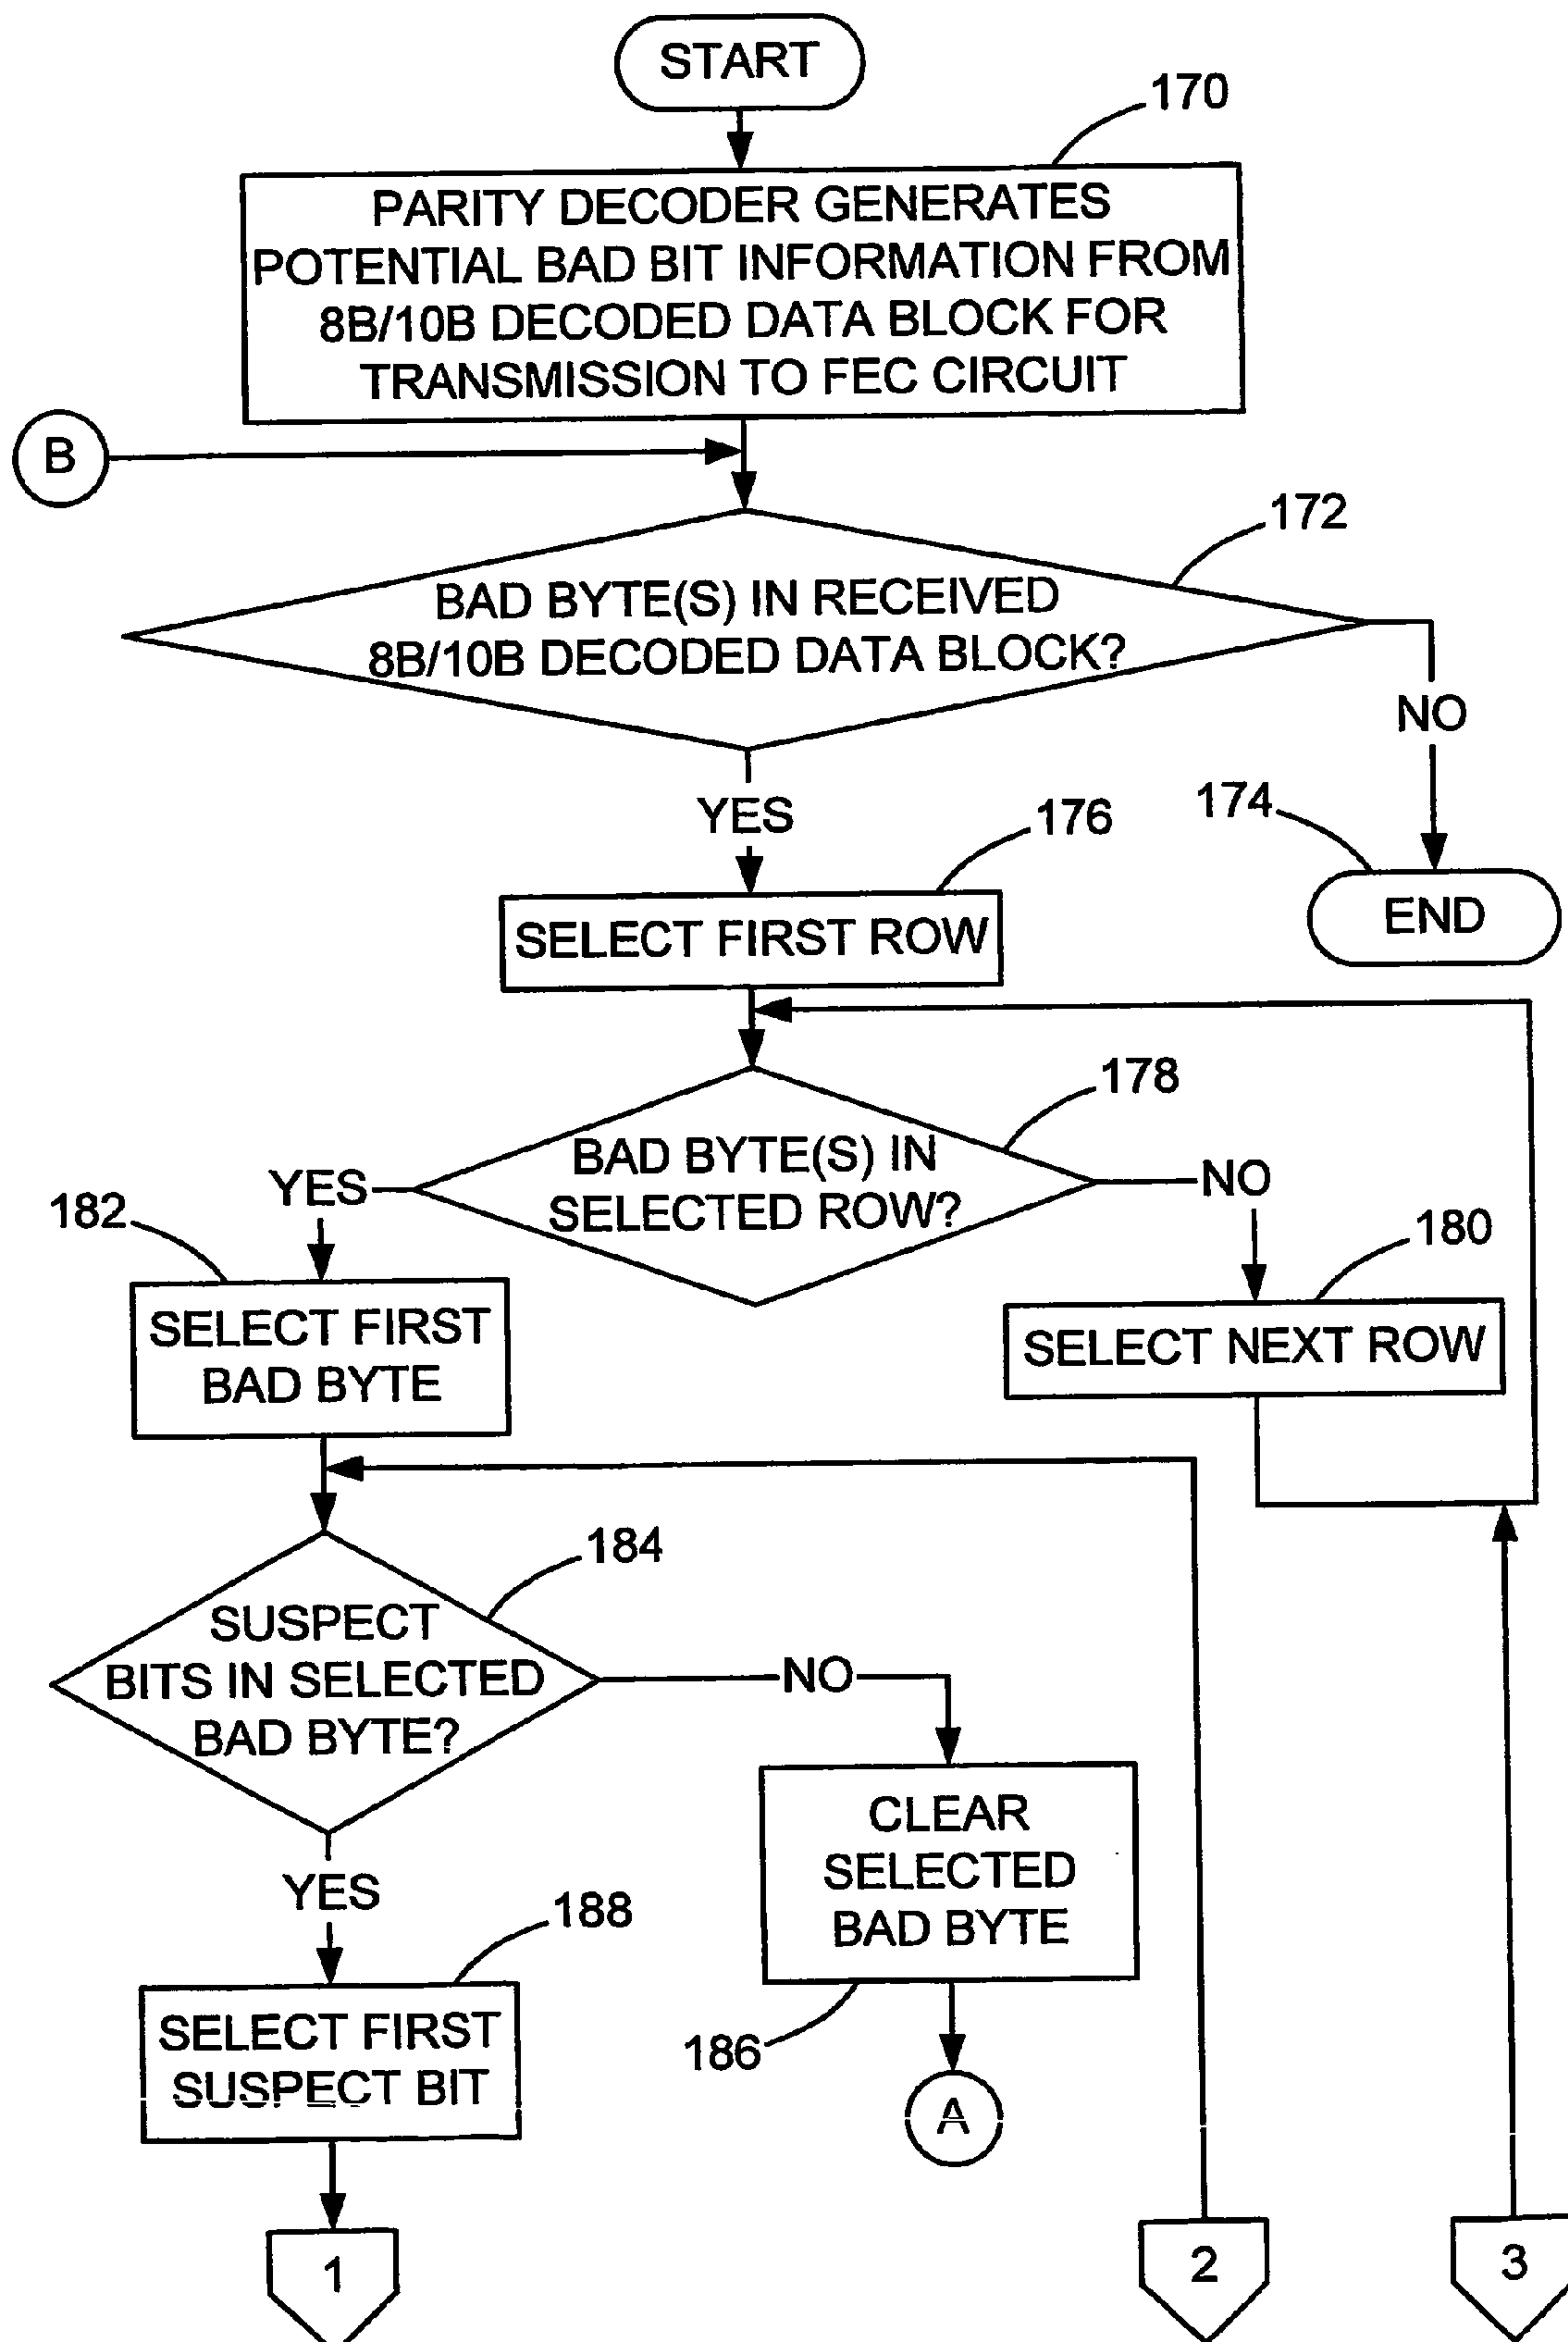 START
170
PARITY DECODER GENERATES
POTENTIAL BAD BIT INFORMATION FROM
8B/10B DECODED DATA BLOCK FOR
TRANSMISSION TO FEC CIRCUIT
B
172
BAD BYTE(S) IN RECEIVED
8B/10B DECODED DATA BLOCK?
NO
YES
174
176
END
SELECT FIRST ROW
178
BAD BYTE(S) IN
SELECTED ROW?
YES
NO
182
180
SELECT FIRST
BAD BYTE
SELECT NEXT ROW
184
SUSPECT
BITS IN SELECTED
BAD BYTE?
NO
CLEAR
SELECTED
BAD BYTE
YES
188
186
SELECT FIRST
SUSPECT BIT
A
1
2
3